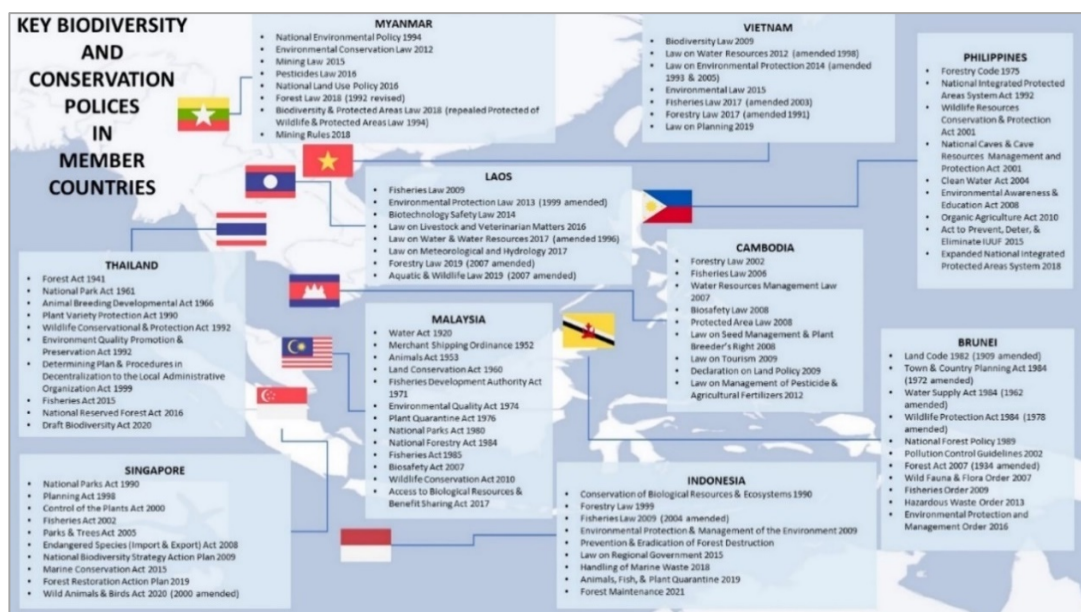 KEY BIODIVERSITY
AND
CONSERVATION
POLICES
IN
MEMBER
COUNTRIES
MYANMAR
• National Environmental Policy 1994
• Environmental Conservation Law 2012
• Mining Law 2015
• Pesticides Law 2016
• National Land Use Policy 2016
• Forest Law 2018 (1992 revised)
• Biodiversity & Protected Areas Law 2018 (repealed Protected of
Wildlife & Protected Areas Law 1994)
• Mining Rules 2018
VIETNAM
• Biodiversity Law 2009
• Law on Water Resources 2012 (amended 1998)
• Law on Environmental Protection 2014 (amended
1993 & 2005)
• Environmental Law 2015
• Fisheries Law 2017 (amended 2003)
• Forestry Law 2017 (amended 1991)
• Law on Planning 2019
PHILIPPINES
• Forestry Code 1975
• National Integrated Protected
Areas System Act 1992
• Wildlife Resources
Conservation & Protection Act
2001
• National Caves & Cave
Resources Management and
Protection Act 2001
• Clean Water Act 2004
• Environmental Awareness &
Education Act 2008
• Organic Agriculture Act 2010
• Act to Prevent, Deter, &
Eliminate IUUF 2015
• Expanded National Integrated
Protected Areas System 2018
LAOS
• Fisheries Law 2009
• Environmental Protection Law 2013 (1999 amended)
• Biotechnology Safety Law 2014
• Law on Livestock and Veterinarian Matters 2016
• Law on Water & Water Resources 2017 (amended 1996)
• Law on Meteorological and Hydrology 2017
• Forestry Law 2019 (2007 amended)
• Aquatic & Wildlife Law 2019 (2007 amended)
THAILAND
• Forest Act 1941
• National Park Act 1961
• Animal Breeding Developmental Act 1966
• Plant Variety Protection Act 1990
• Wildlife Conservational & Protection Act 1992
• Environment Quality Promotion &
Preservation Act 1992
• Determining Plan & Procedures in
Decentralization to the Local Administrative
Organization Act 1999
• Fisheries Act 2015
• National Reserved Forest Act 2016
• Draft Biodiversity Act 2020
CAMBODIA
• Forestry Law 2002
• Fisheries Law 2006
• Water Resources Management Law
2007
• Biosafety Law 2008
• Protected Area Law 2008
• Law on Seed Management & Plant
Breeder's Right 2008
• Law on Tourism 2009
• Declaration on Land Policy 2009
• Law on Management of Pesticide &
Agricultural Fertilizers 2012
MALAYSIA
• Water Act 1920
• Merchant Shipping Ordinance 1952
• Animals Act 1953
• Land Conservation Act 1960
• Fisheries Development Authority Act
1971
• Environmental Quality Act 1974
• Plant Quarantine Act 1976
• National Parks Act 1980
• National Forestry Act 1984
• Fisheries Act 1985
• Biosafety Act 2007
• Wildlife Conservation Act 2010
• Access to Biological Resources &
Benefit Sharing Act 2017
BRUNEI
• Land Code 1982 (1909 amended)
• Town & Country Planning Act 1984
(1972 amended)
• Water Supply Act 1984 (1962
amended)
• Wildlife Protection Act 1984 (1978
amended)
• National Forest Policy 1989
• Pollution Control Guidelines 2002
• Forest Act 2007 (1934 amended)
• Wild Fauna & Flora Order 2007
• Fisheries Order 2009
• Hazardous Waste Order 2013
• Environmental Protection and
Management Order 2016
SINGAPORE
• National Parks Act 1990
• Planning Act 1998
• Control of the Plants Act 2000
• Fisheries Act 2002
• Parks & Trees Act 2005
• Endangered Species (Import & Export) Act 2008
• National Biodiversity Strategy Action Plan 2009
• Marine Conservation Act 2015
• Forest Restoration Action Plan 2019
• Wild Animals & Birds Act 2020 (2000 amended)
INDONESIA
• Conservation of Biological Resources & Ecosystems 1990
• Forestry Law 1999
• Fisheries Law 2009 (2004 amended)
• Environmental Protection & Management of the Environment 2009
• Prevention & Eradication of Forest Destruction
• Law on Regional Government 2015
• Handling of Marine Waste 2018
• Animals, Fish, & Plant Quarantine 2019
• Forest Maintenance 2021